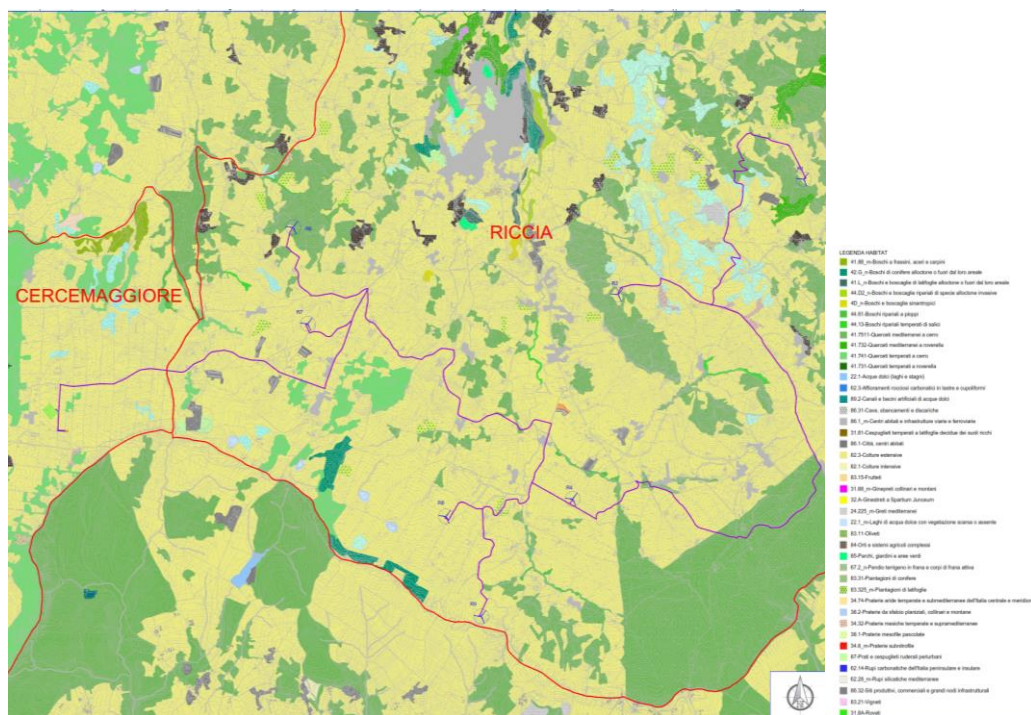 RICCIA
CERCEMAGGIORE
R7
LEGENDA HABITAT
41.86_m-Boschi a frassini, aceri e carpini
42.G_n-Boschi di conifere alloctone o fuori dal loro areale
41.L_n-Boschi e boscaglie di latifoglie alloctone o fuori dal loro areale
44.D2_n-Boschi e boscaglie ripariali di specie alloctone invasive
4D_n-Boschi e boscaglie sinantropici
44.61-Boschi ripariali a pioppi
44.13-Boschi ripariali temperati di salici
41.7511-Querceti mediterranei a cerro
41.732-Querceti mediterranei a roverella
41.741-Querceti temperati a cerro
41.731-Querceti temperati a roverella
22.1-Acque dolci (laghi e stagni)
62.3-Affioramenti rocciosi carbonatici in lastre e cupoliformi
89.2-Canali e bacini artificiali di acque dolci
86.31-Cave, sbancamenti e discariche
86.1_m-Centri abitati e infrastrutture viarie e ferroviarie
31.81-Cespuglieti temperati a latifoglie decidue dei suoli ricchi
86.1-Città, centri abitati
82.3-Colture estensive
82.1-Colture intensive
83.15-Frutteti
31.88_m-Ginepreti collinari e montani
32.A-Ginestreti a Spartium Junceum
24.225_m-Greti mediterranei
22.1_m-Laghi di acqua dolce con vegetazione scarsa o assente
83.11-Oliveti
84-Orti e sistemi agricoli complessi
85-Parchi, giardini e aree verdi
67.2_n-Pendio terrigeno in frana e corpi di frana attiva
83.31-Piantagioni di conifere
83.325_m-Piantagioni di latifoglie
34.74-Praterie aride temperate e submediterranee dell'Italia centrale e meridion
38.2-Praterie da sfalcio planiziali, collinari e montane
34.32-Praterie mesiche temperate e supramediterranee
38.1-Praterie mesofile pascolate
34.8_m-Praterie subnitrofile
87-Prati e cespuglieti ruderali periurbani
62.14-Rupi carbonatiche dell'Italia peninsulare e insulare
62.28_m-Rupi silicatiche mediterranee
86.32-Siti produttivi, commerciali e grandi nodi infrastrutturali
83.21-Vigneti
31.8A-Roveti